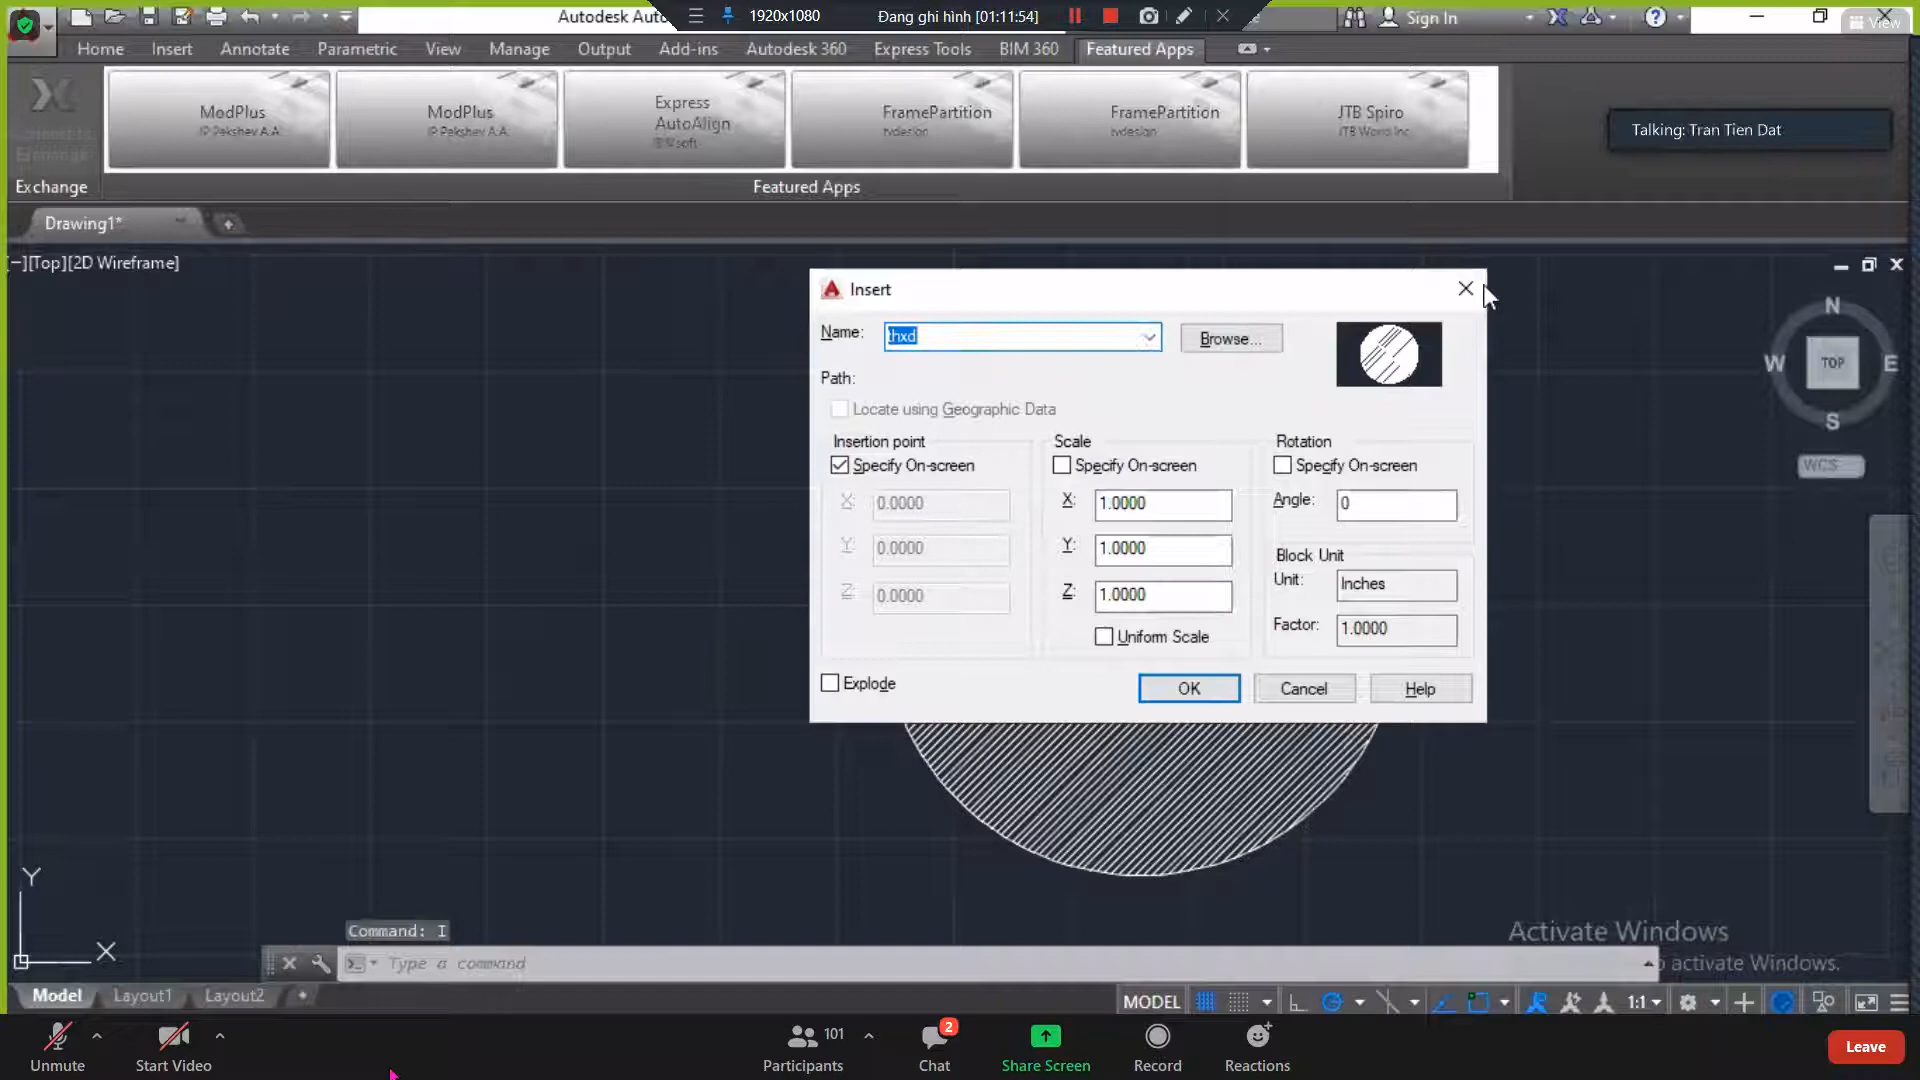 Autodesk Auto
1920x1080
Đang ghi hình [01:11:54]
Sign In
View
Home Insert Annotate Parametric View Manage Output Add-ins Autodesk 360 Express Tools BIM 360 Featured Apps
ModPlus
ModPlus
Express
AutoAlign
FramePartition
tvdesign
FramePartition
tvdesign
JTB Spiro
JTB World Inc
Talking: Tran Tien Dat
Exchange
Featured Apps
Drawing1*
[−][Top][2D Wireframe]
N
W TOP E
S
WCS
Insert
Name: thxd Browse...
Path:
Locate using Geographic Data
Insertion point Scale Rotation
Specify On-screen Specify On-screen Specify On-screen
X: 0.0000 X: 1.0000 Angle: 0
Y: 0.0000 Y: 1.0000
Block Unit
Unit: Inches
Z: 0.0000 Z: 1.0000
Factor: 1.0000
Uniform Scale
Explode OK Cancel Help
Y
X
Command: I
Type a command
Activate Windows
o activate Windows.
Model Layout1 Layout2 +
MODEL 1:1
Unmute Start Video Participants 101 Chat 2 Share Screen Record Reactions Leave